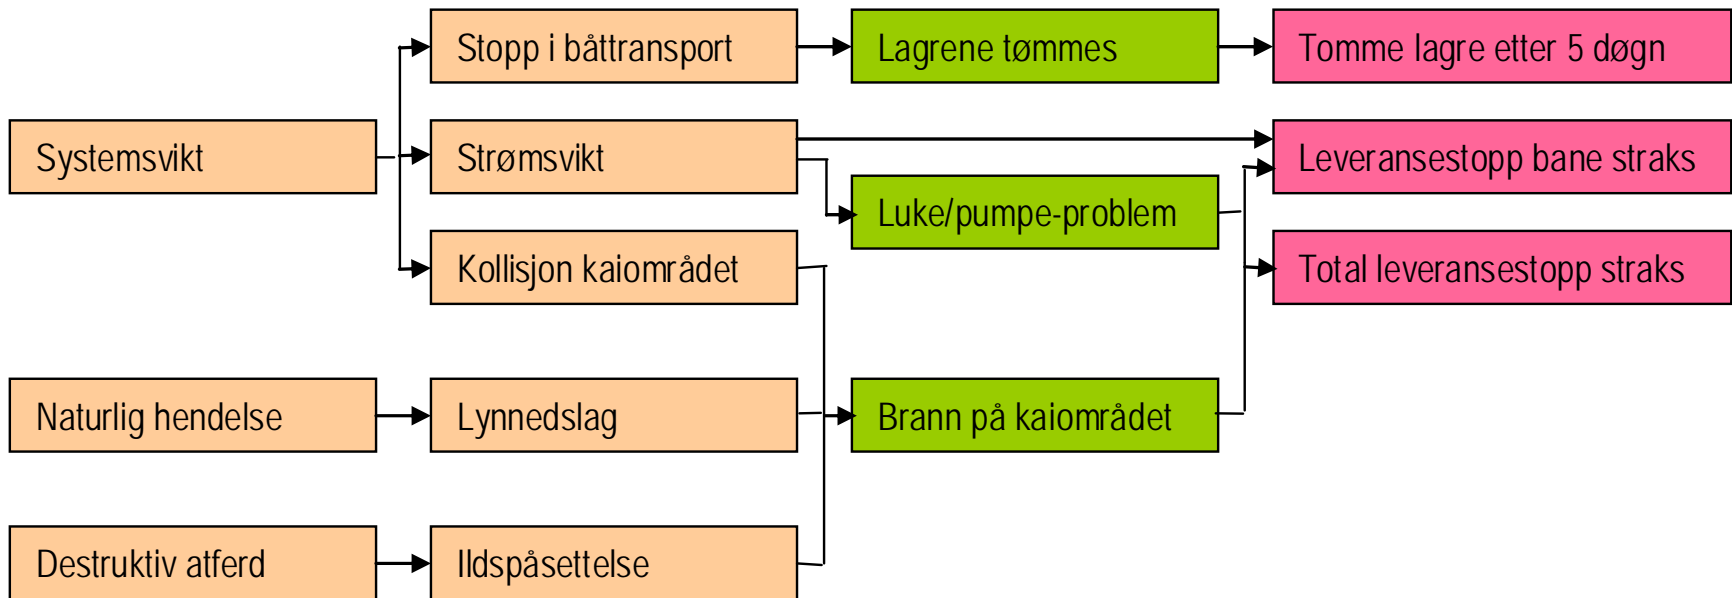 Stopp i båttransport
Lagrene tømmes
Tomme lagre etter 5 døgn
Systemsvikt
Strømsvikt
Leveransestopp bane straks
Luke/pumpe-problem
Kollisjon kaiområdet
Total leveransestopp straks
Naturlig hendelse
Lynnedslag
Brann på kaiområdet
Destruktiv atferd
Ildspåsettelse